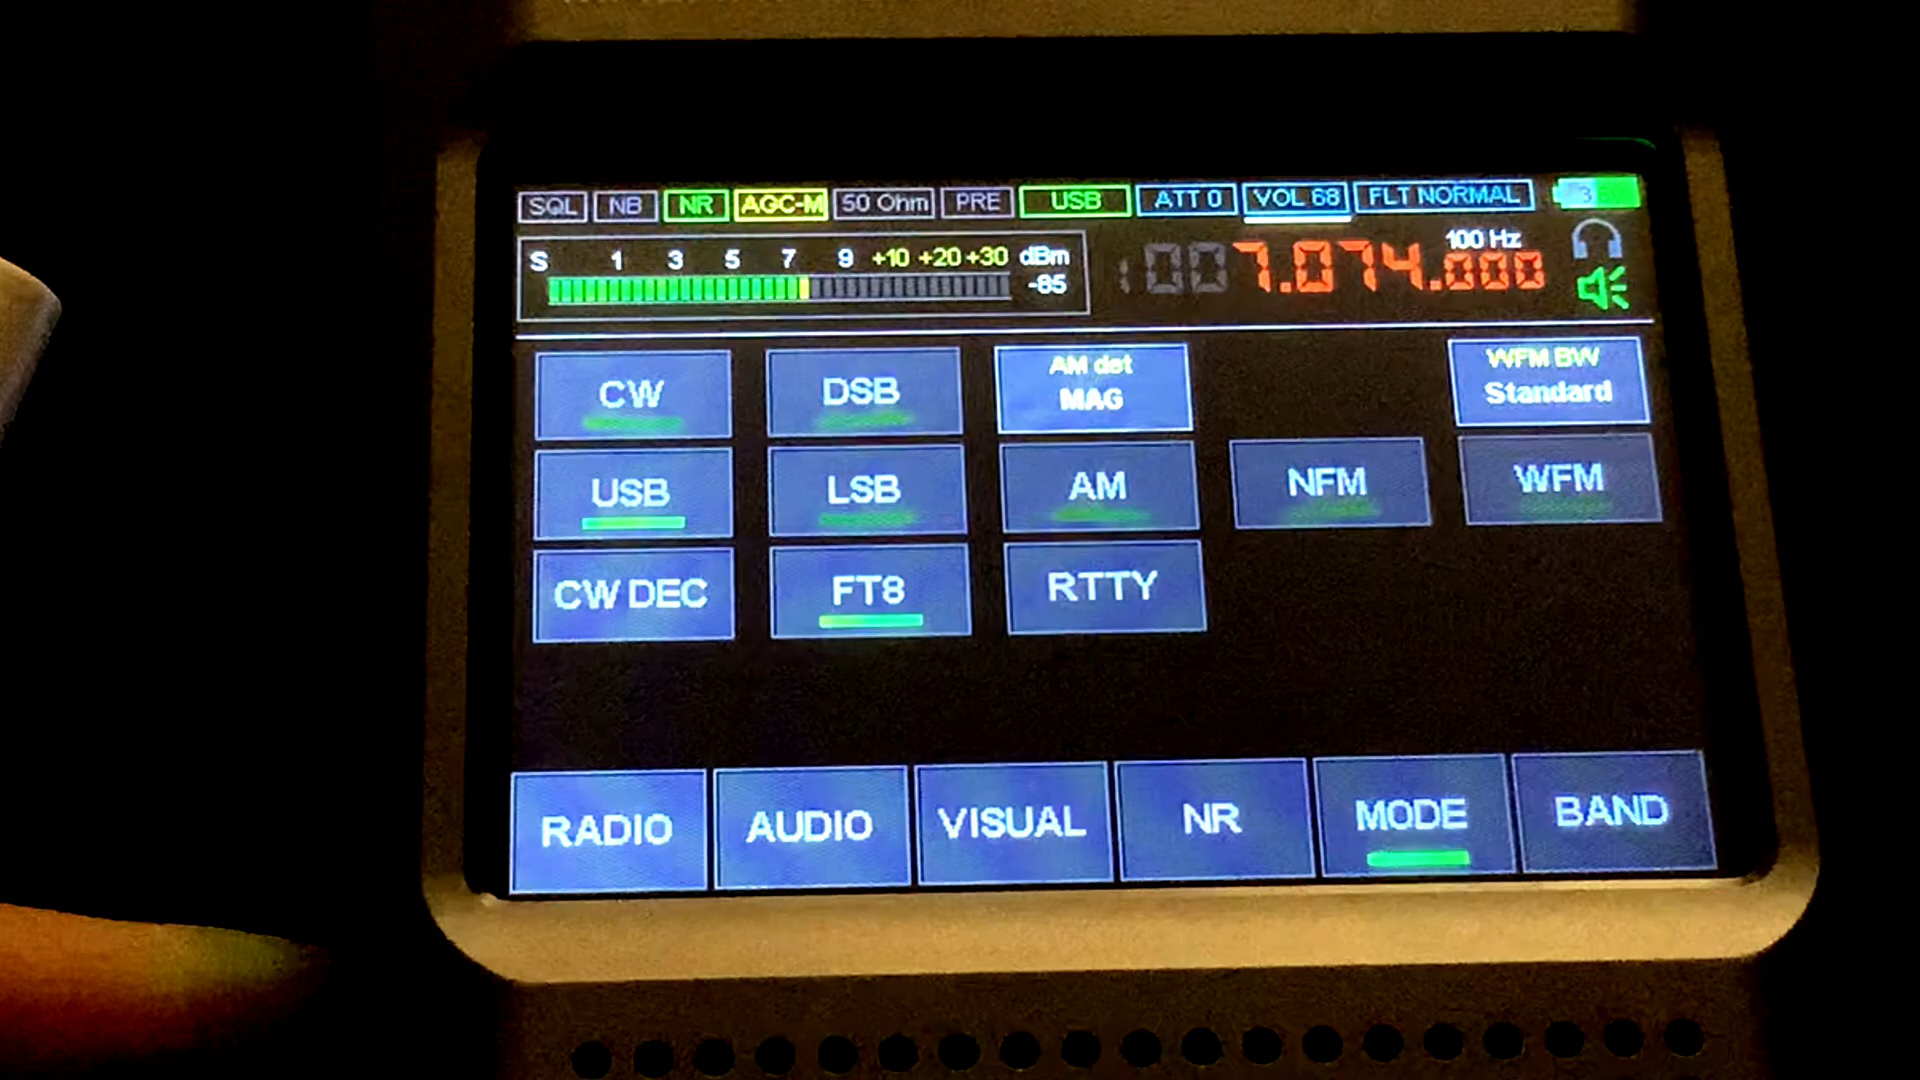 SQL NB NR AGC-M 50 Ohm PRE USB ATT 0 VOL 68 FLT NORMAL
S 1 3 5 7 9 +10 +20 +30 dBm
-85
100 Hz
7.074.000
CW DSB AM det MAG WFM BW Standard
USB LSB AM NFM WFM
CW DEC FT8 RTTY
RADIO AUDIO VISUAL NR MODE BAND